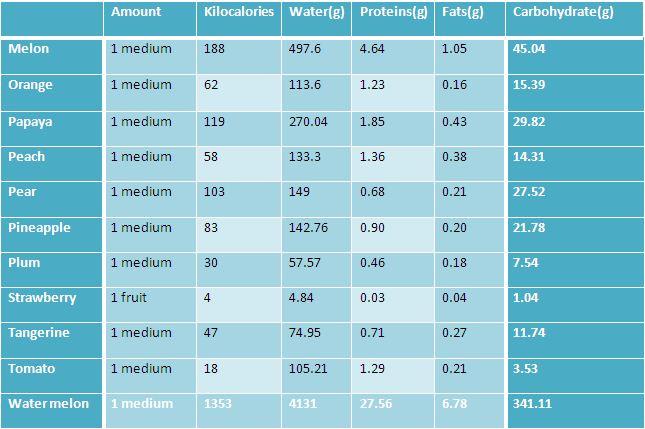 Amount Kilocalories Water(g) Proteins(g) Fats(g) Carbohydrate(g)
Melon 1 medium 188 497.6 4.64 1.05 45.04
Orange 1 medium 62 113.6 1.23 0.16 15.39
Papaya 1 medium 119 270.04 1.85 0.43 29.82
Peach 1 medium 58 133.3 1.36 0.38 14.31
Pear 1 medium 103 149 0.68 0.21 27.52
Pineapple 1 medium 83 142.76 0.90 0.20 21.78
Plum 1 medium 30 57.57 0.46 0.18 7.54
Strawberry 1 fruit 4 4.84 0.03 0.04 1.04
Tangerine 1 medium 47 74.95 0.71 0.27 11.74
Tomato 1 medium 18 105.21 1.29 0.21 3.53
Watermelon 1 medium 1353 4131 27.56 6.78 341.11